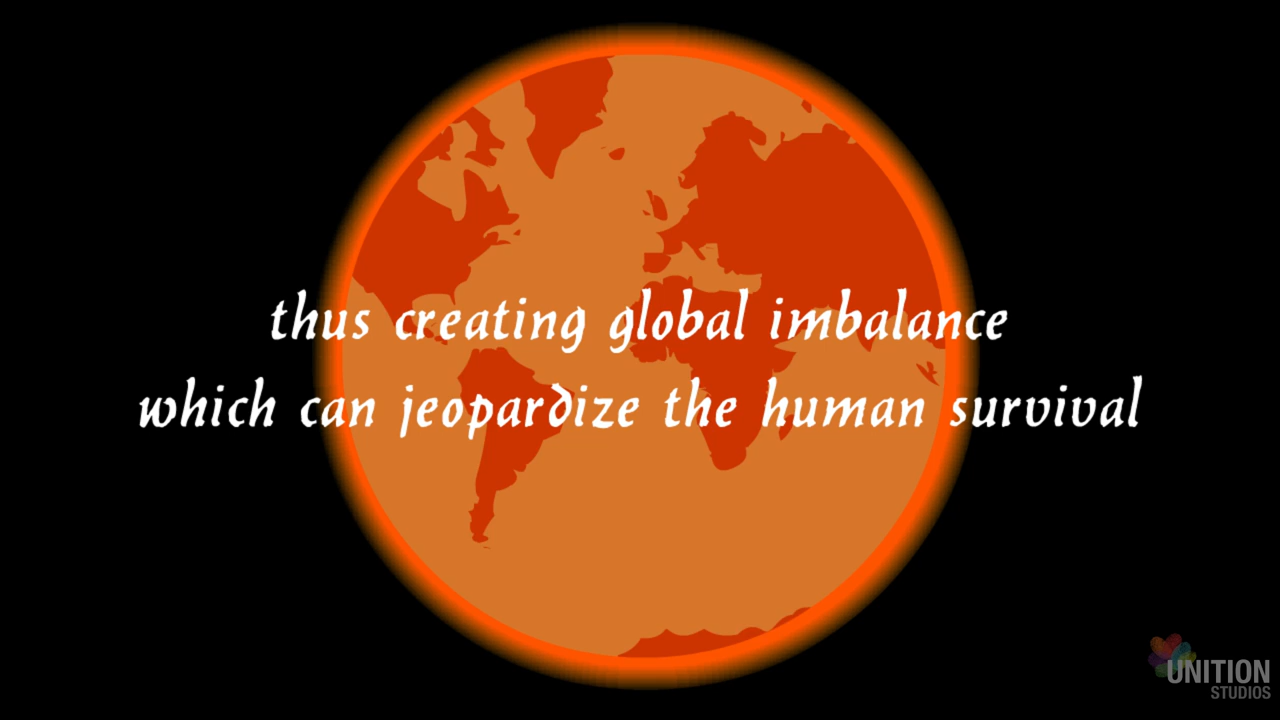 thus creating global imbalance
which can jeopardize the human survival
UNITION
STUDIOS